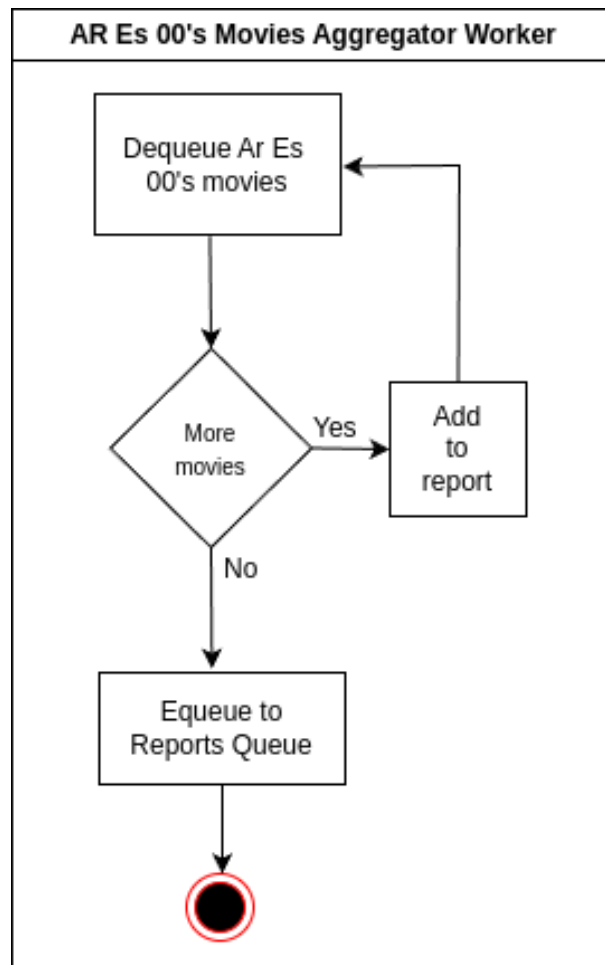 AR Es 00's Movies Aggregator Worker
Dequeue Ar Es
00's movies
More
movies
Yes
Add
to
report
No
Equeue to
Reports Queue